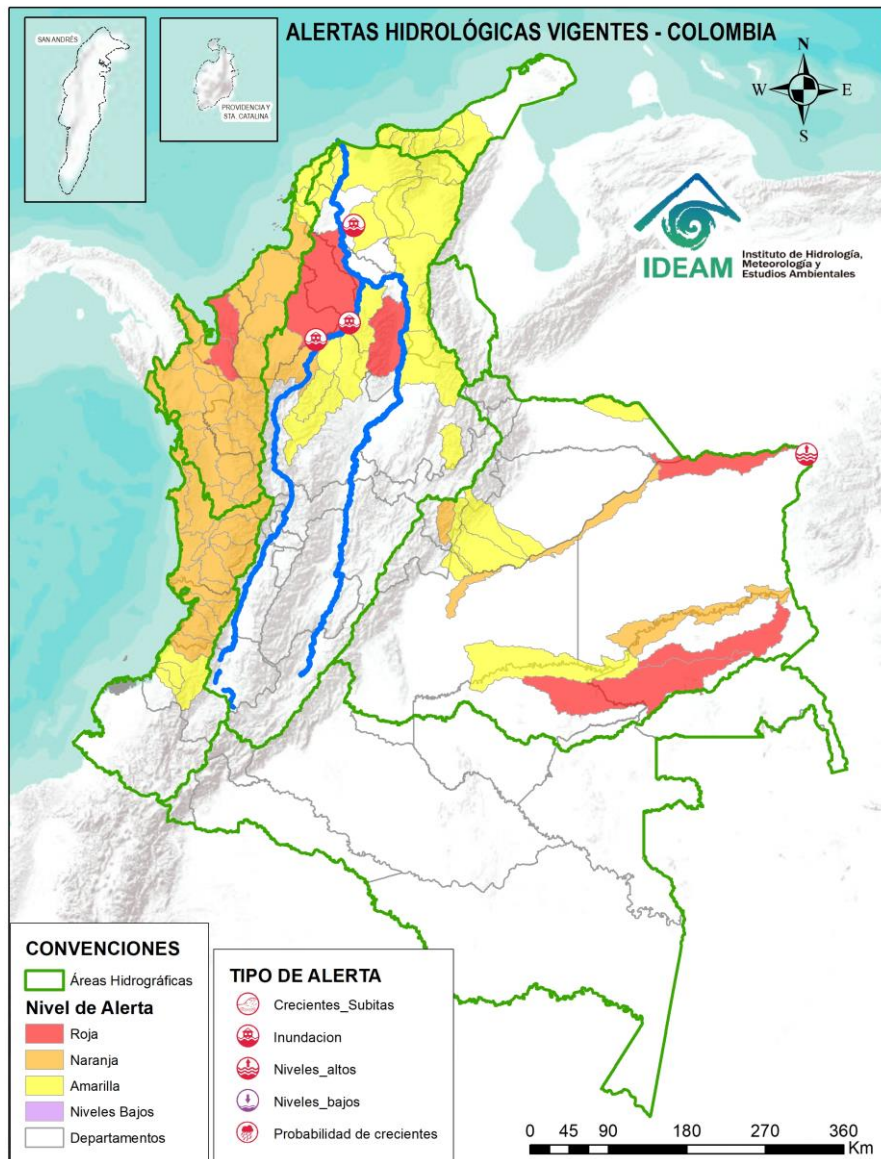 ALERTAS HIDROLÓGICAS VIGENTES - COLOMBIA
SAN ANDRÉS
PROVIDENCIA Y
STA. CATALINA
N
W
E
S
IDEAM
Instituto de Hidrología,
Meteorología y
Estudios Ambientales
CONVENCIONES
Áreas Hidrográficas
Nivel de Alerta
Roja
Naranja
Amarilla
Niveles Bajos
Departamentos
TIPO DE ALERTA
Crecientes_Subitas
Inundacion
Niveles_altos
Niveles_bajos
Probabilidad de crecientes
0 45 90 180 270 360
Km